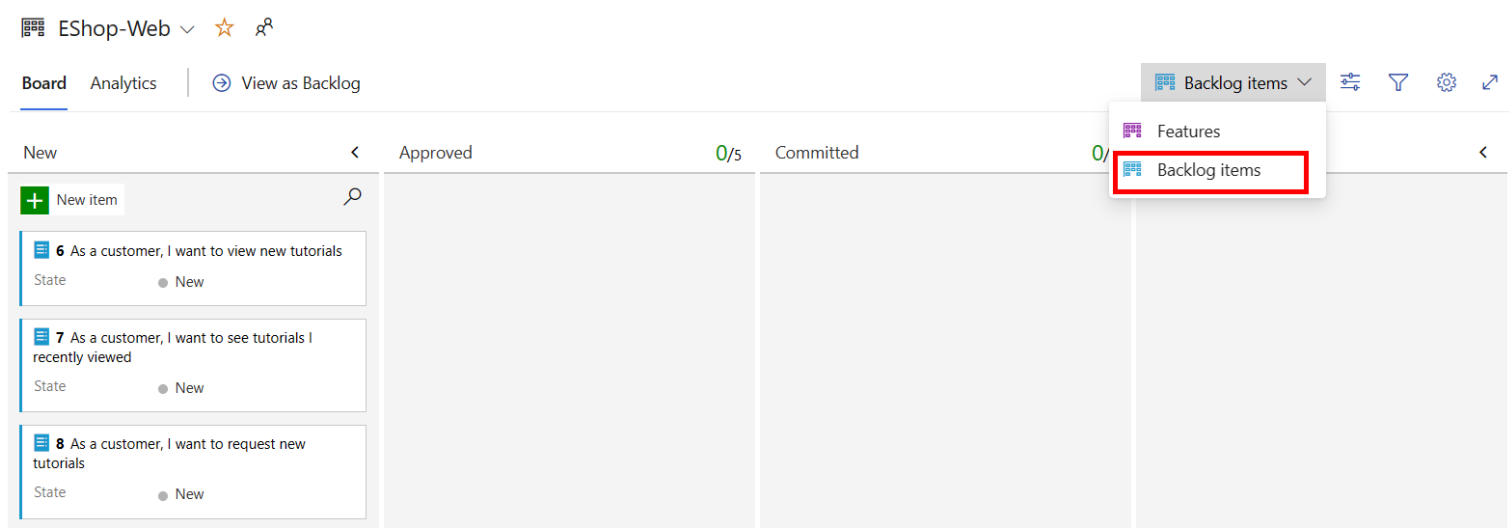 EShop-Web
Board Analytics View as Backlog Backlog items
Features
Backlog items
New Approved 0/5 Committed 0/
New item
6 As a customer, I want to view new tutorials
State New
7 As a customer, I want to see tutorials I
recently viewed
State New
8 As a customer, I want to request new
tutorials
State New